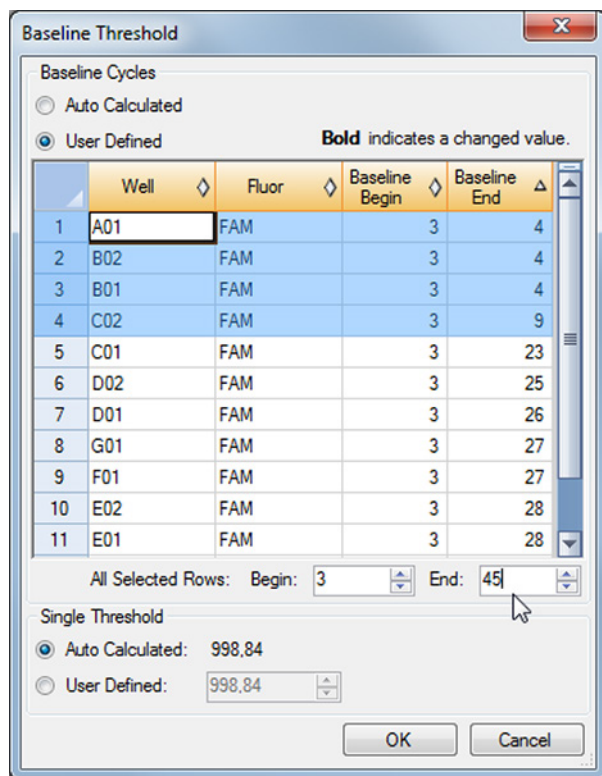 Baseline Threshold
Baseline Cycles
Auto Calculated
User Defined Bold indicates a changed value.
Well Fluor Baseline Begin Baseline End
1 A01 FAM 3 4
2 B02 FAM 3 4
3 B01 FAM 3 4
4 C02 FAM 3 9
5 C01 FAM 3 23
6 D02 FAM 3 25
7 D01 FAM 3 26
8 G01 FAM 3 27
9 F01 FAM 3 27
10 E02 FAM 3 28
11 E01 FAM 3 28
All Selected Rows: Begin: 3 End: 45
Single Threshold
Auto Calculated: 998,84
User Defined: 998,84
OK Cancel